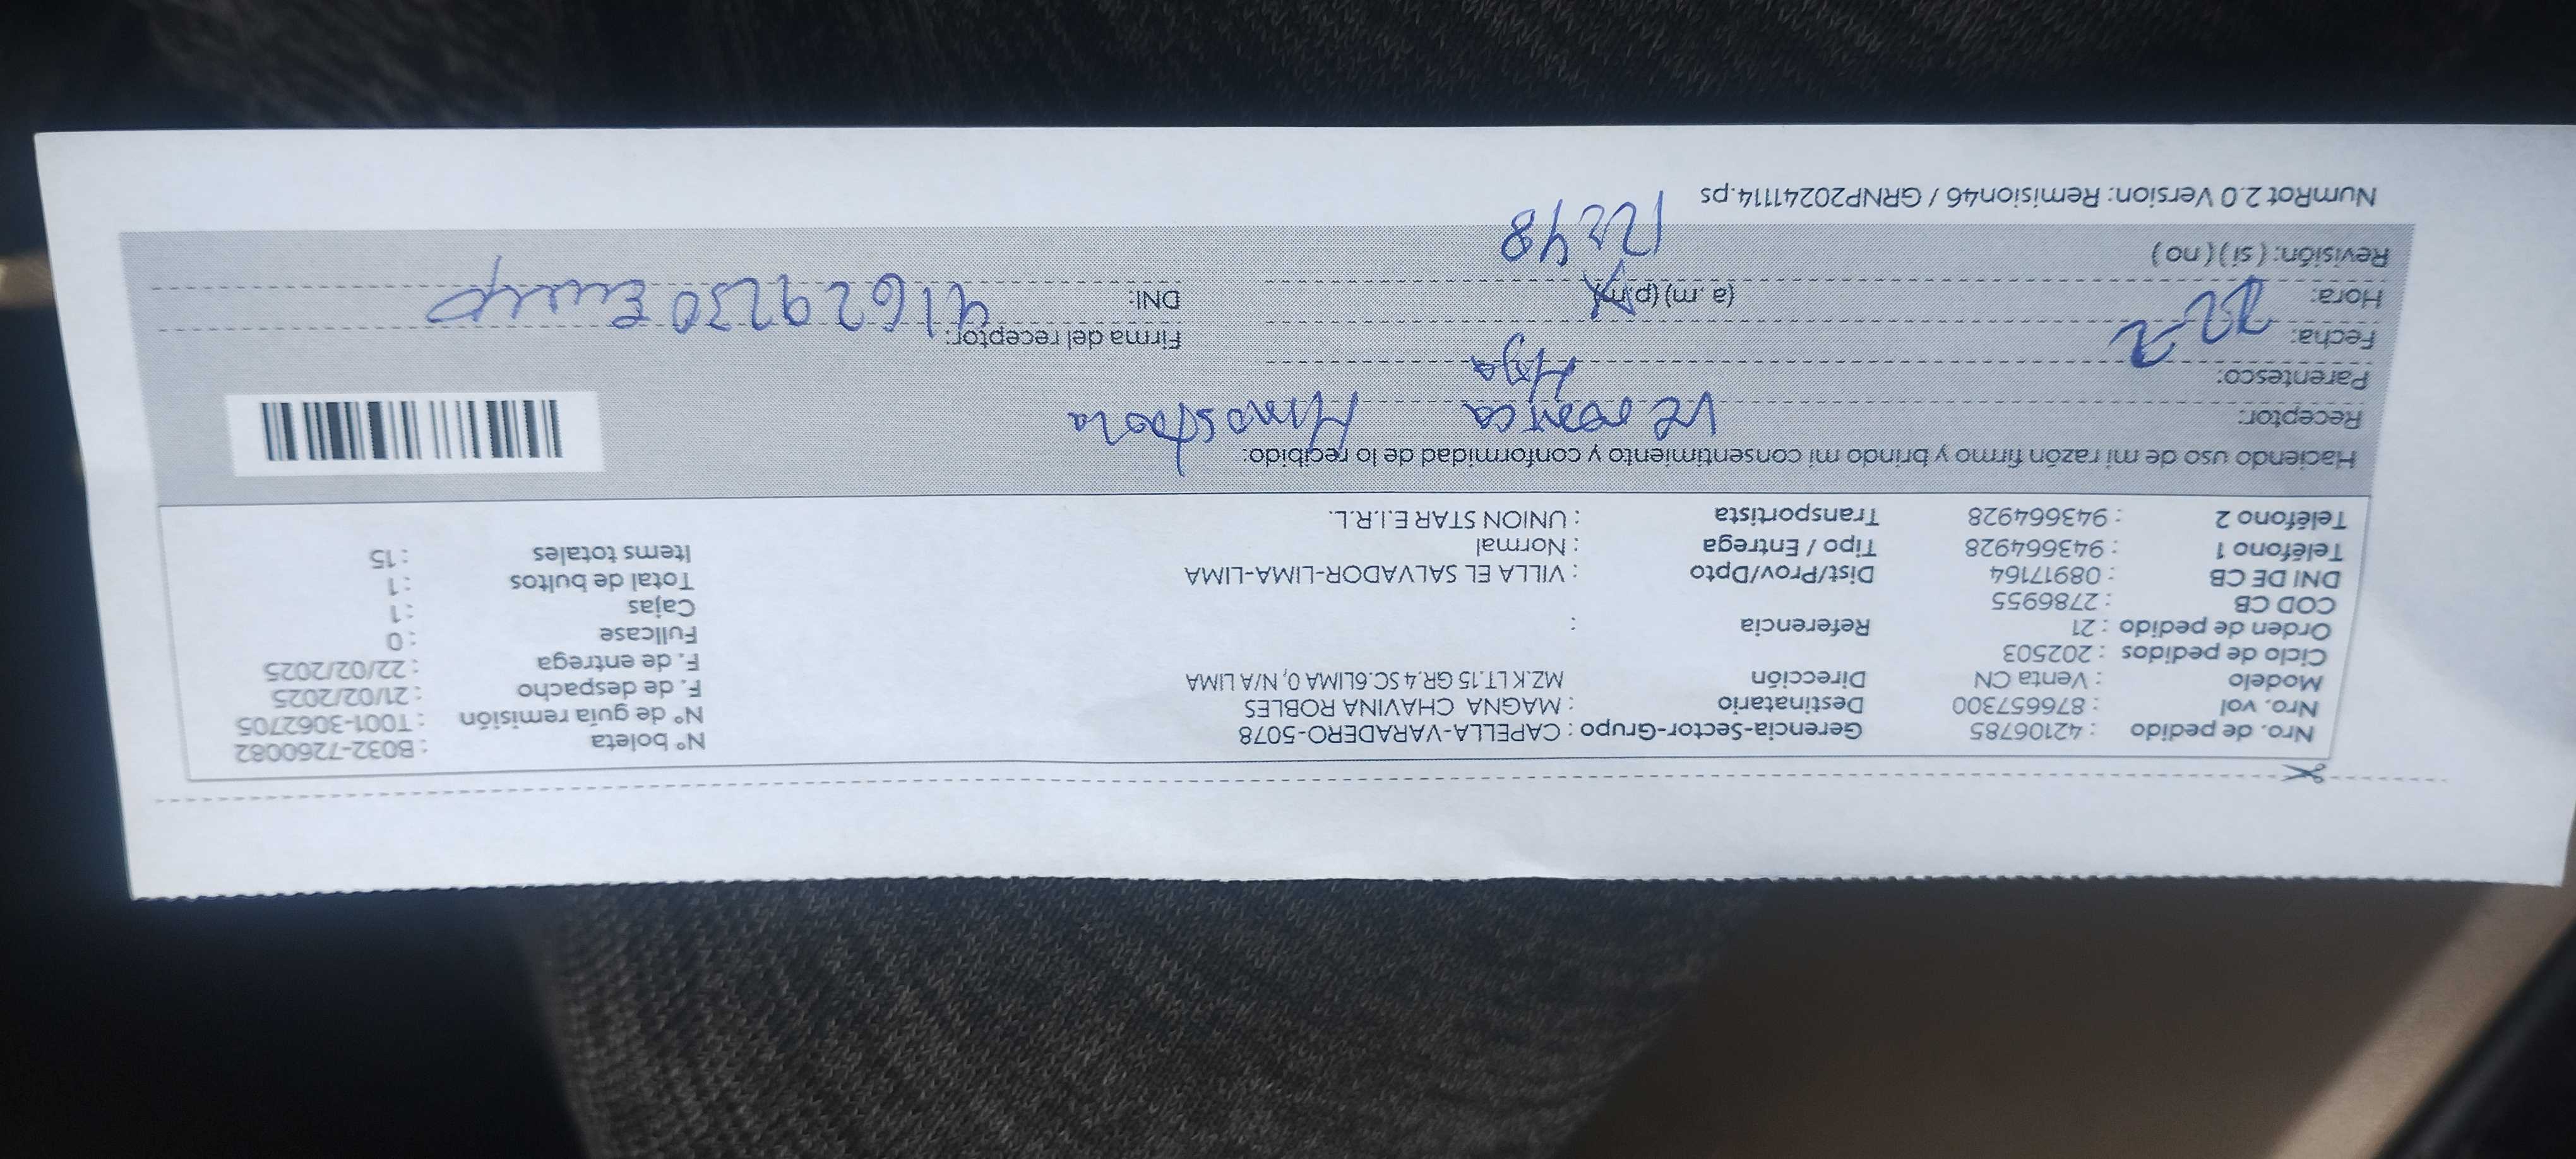 Nro. de pedido : 42106785 Gerencia-Sector-Grupo : CAPELLA-VARADERO-5078 N° boleta : B032-7260082
Nro. vol : 876657300 Destinatario : MAGNA CHAVINA ROBLES N° de guía remisión : T001-3062705
Modelo : Venta CN Dirección MZ.K LT.15 GR.4 SC.6LIMA 0, N/A LIMA F. de despacho : 21/02/2025
Ciclo de pedidos : 202503 F. de entrega : 22/02/2025
Orden de pedido : 21 Referencia : Fullcase : 0
COD CB : 2786955 Cajas : 1
DNI DE CB : 08917164 Dist/Prov/Dpto : VILLA EL SALVADOR-LIMA-LIMA Total de bultos : 1
Teléfono 1 : 943664928 Tipo / Entrega : Normal Items totales : 15
Teléfono 2 : 943664928 Transportista : UNION STAR E.I.R.L.
Haciendo uso de mi razón firmo y brindo mi consentimiento y conformidad de lo recibido:
Receptor: Veronica
Parentesco: Hija
Fecha: 22 2 Firma del receptor:
Hora: (a. m) (p.m) DNI: 41629230
Revisión: ( sí ) ( no ) 12:48
NumRot 2.0 Version: Remision46 / GRNP20241114.ps